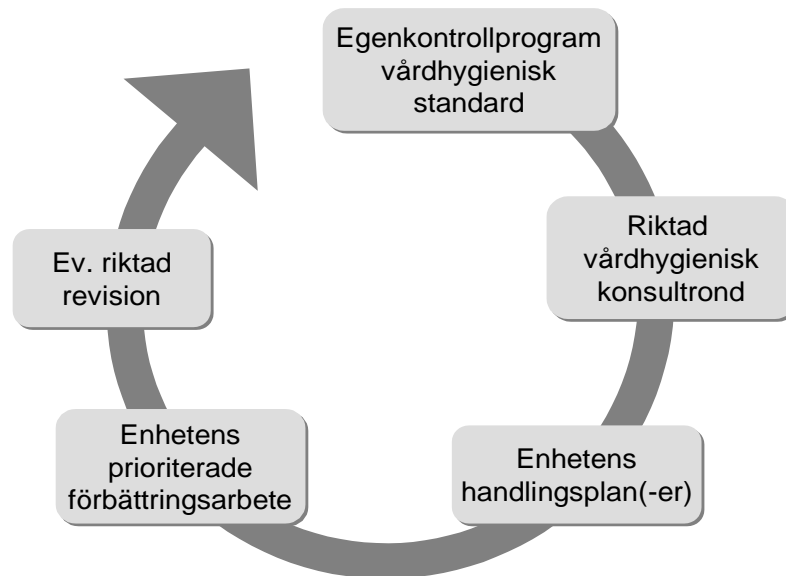 Egenkontrollprogram
vårdhygienisk
standard
Riktad
vårdhygienisk
konsultrond
Enhetens
handlingsplan(-er)
Enhetens
prioriterade
förbättringsarbete
Ev. riktad
revision